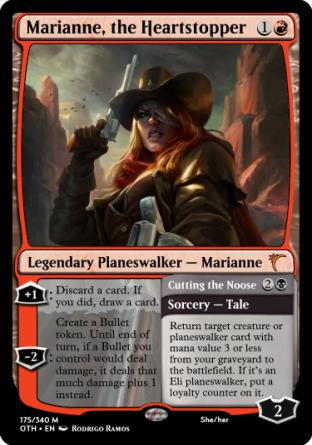 Marianne, the Heartstopper 1
Legendary Planeswalker — Marianne
+1 : Discard a card. If
you did, draw a card.
-2 : Create a Bullet
token. Until end of
turn, if a Bullet you
control would deal
damage, it deals that
much damage plus 1
instead.
Cutting the Noose 2
Sorcery — Tale
Return target creature or
planeswalker card with
mana value 3 or less
from your graveyard to
the battlefield. If it's an
Eli planeswalker, put a
loyalty counter on it.
2
175/340 M
OTH • EN Rodrigo Ramos
She/her